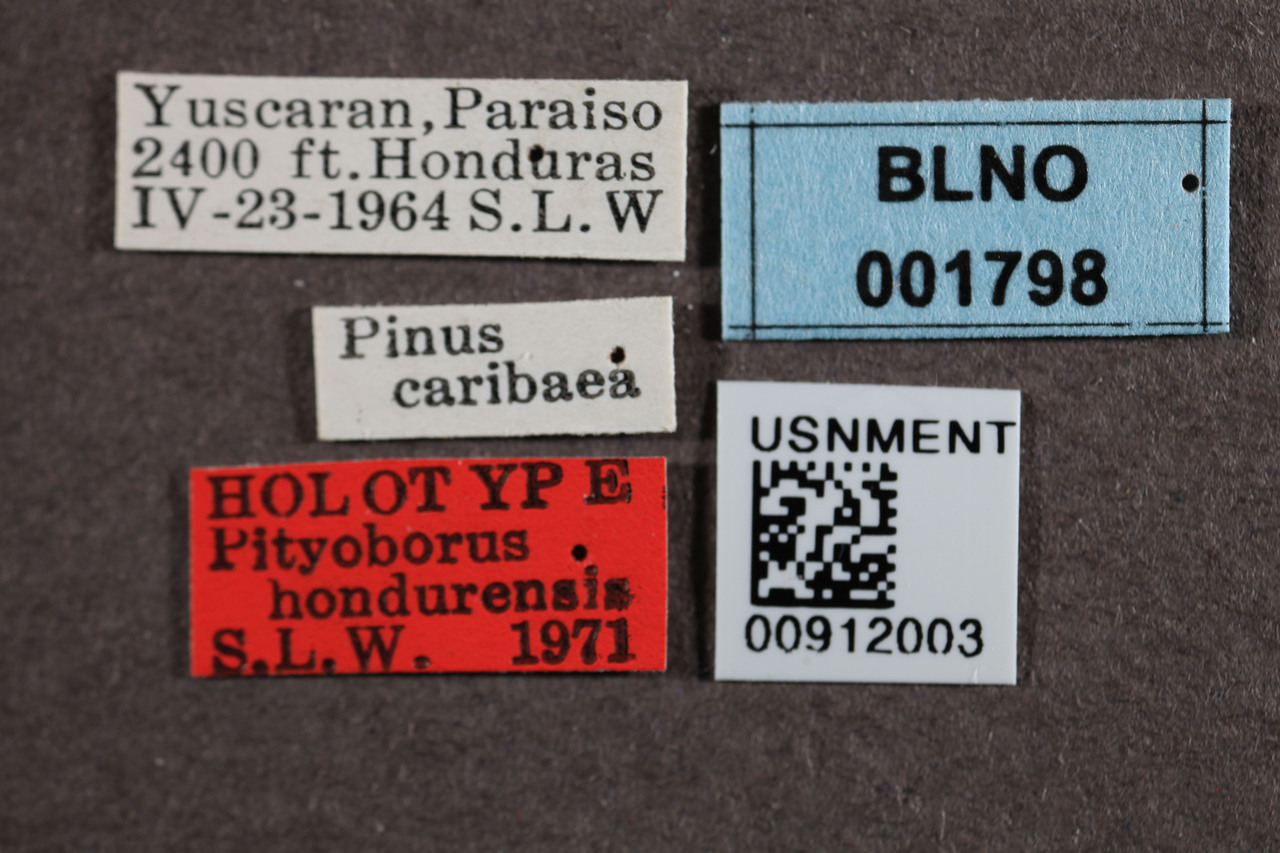 Yuscaran, Paraiso
2400 ft. Honduras
IV-23-1964 S.L.W
Pinus
caribaea
HOLOTYPE
Pityoborus
hondurensis
S.L.W. 1971
BLNO
001798
USNMENT
00912003